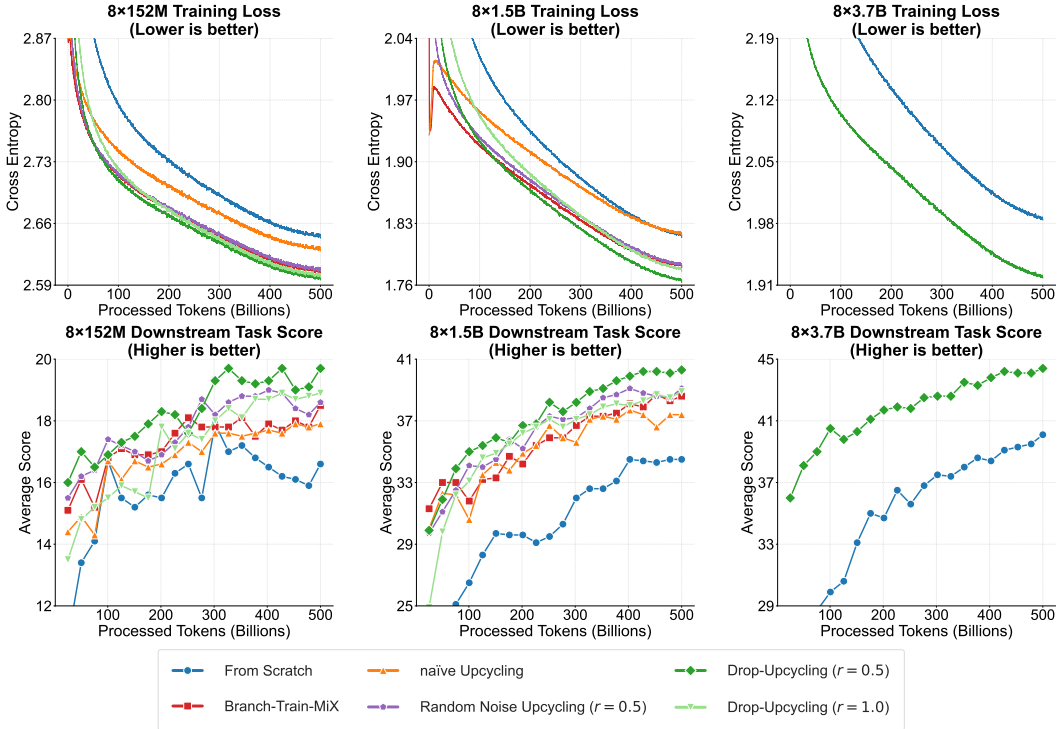 8×152M Training Loss
(Lower is better)
2.87
2.80
2.73
2.66
2.59
Cross Entropy
0
100
200
300
400
500
Processed Tokens (Billions)
8×1.5B Training Loss
(Lower is better)
2.04
1.97
1.90
1.83
1.76
Cross Entropy
0
100
200
300
400
500
Processed Tokens (Billions)
8×3.7B Training Loss
(Lower is better)
2.19
2.12
2.05
1.98
1.91
Cross Entropy
0
100
200
300
400
500
Processed Tokens (Billions)
8×152M Downstream Task Score
(Higher is better)
20
18
16
14
12
Average Score
0
100
200
300
400
500
Processed Tokens (Billions)
8×1.5B Downstream Task Score
(Higher is better)
41
37
33
29
25
Average Score
0
100
200
300
400
500
Processed Tokens (Billions)
8×3.7B Downstream Task Score
(Higher is better)
45
41
37
33
29
Average Score
0
100
200
300
400
500
Processed Tokens (Billions)
From Scratch
naïve Upcycling
Drop-Upcycling (r = 0.5)
Branch-Train-MiX
Random Noise Upcycling (r = 0.5)
Drop-Upcycling (r = 1.0)